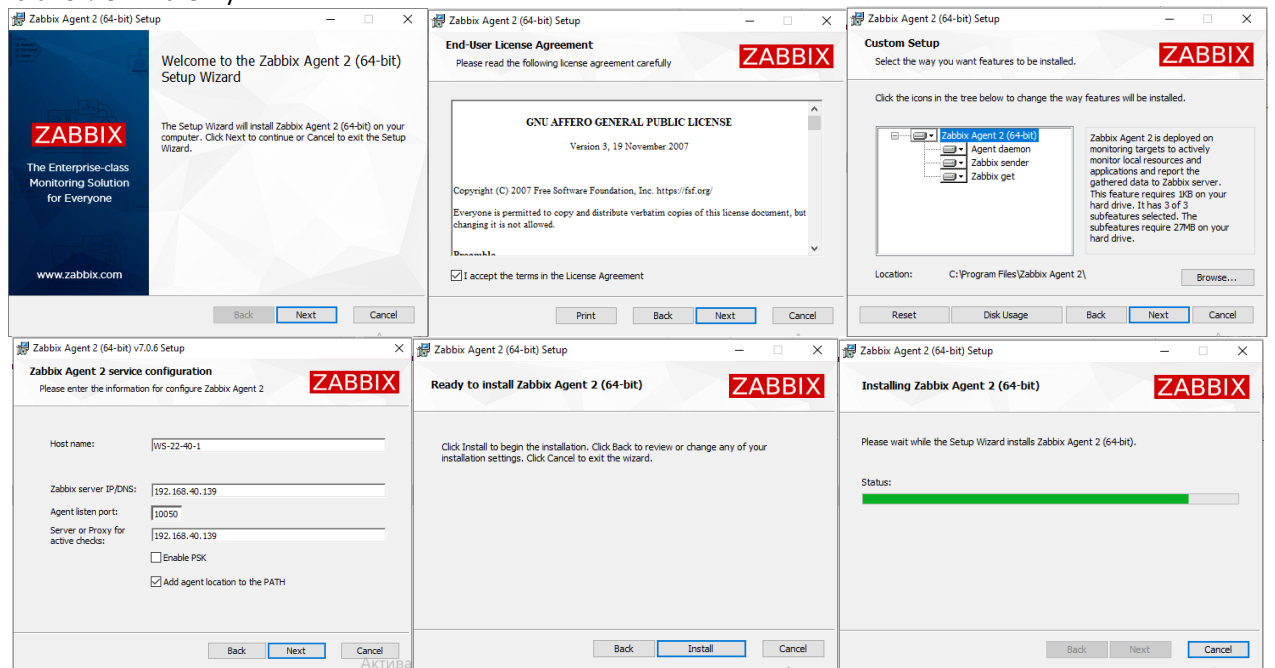 Zabbix Agent 2 (64-bit) Setup
ZABBIX
The Enterprise-class
Monitoring Solution
for Everyone
www.zabbix.com
Welcome to the Zabbix Agent 2 (64-bit)
Setup Wizard
The Setup Wizard will install Zabbix Agent 2 (64-bit) on your
computer. Click Next to continue or Cancel to exit the Setup
Wizard.
Back
Next
Cancel
Zabbix Agent 2 (64-bit) Setup
End-User License Agreement
Please read the following license agreement carefully
ZABBIX
GNU AFFERO GENERAL PUBLIC LICENSE
Version 3, 19 November 2007
Copyright (C) 2007 Free Software Foundation, Inc. https://fsf.org/
Everyone is permitted to copy and distribute verbatim copies of this license document, but
changing it is not allowed.
Preamble
I accept the terms in the License Agreement
Print
Back
Next
Cancel
Zabbix Agent 2 (64-bit) Setup
Custom Setup
Select the way you want features to be installed.
ZABBIX
Click the icons in the tree below to change the way features will be installed.
Zabbix Agent 2 (64-bit)
Agent daemon
Zabbix sender
Zabbix get
Zabbix Agent 2 is deployed on
monitoring targets to actively
monitor local resources and
applications and report the
gathered data to Zabbix server.
This feature requires 1KB on your
hard drive. It has 3 of 3
subfeatures selected. The
subfeatures require 27MB on your
hard drive.
Location: C:\Program Files\Zabbix Agent 2\
Browse...
Reset
Disk Usage
Back
Next
Cancel
Zabbix Agent 2 (64-bit) v7.0.6 Setup
Zabbix Agent 2 service configuration
Please enter the information for configure Zabbix Agent 2
ZABBIX
Host name: WS-22-40-1
Zabbix server IP/DNS: 192.168.40.139
Agent listen port: 10050
Server or Proxy for
active checks: 192.168.40.139
Enable PSK
Add agent location to the PATH
Back
Next
Cancel
Актива
Zabbix Agent 2 (64-bit) Setup
Ready to install Zabbix Agent 2 (64-bit)
ZABBIX
Click Install to begin the installation. Click Back to review or change any of your
installation settings. Click Cancel to exit the wizard.
Back
Install
Cancel
Zabbix Agent 2 (64-bit) Setup
Installing Zabbix Agent 2 (64-bit)
ZABBIX
Please wait while the Setup Wizard installs Zabbix Agent 2 (64-bit).
Status:
Back
Next
Cancel